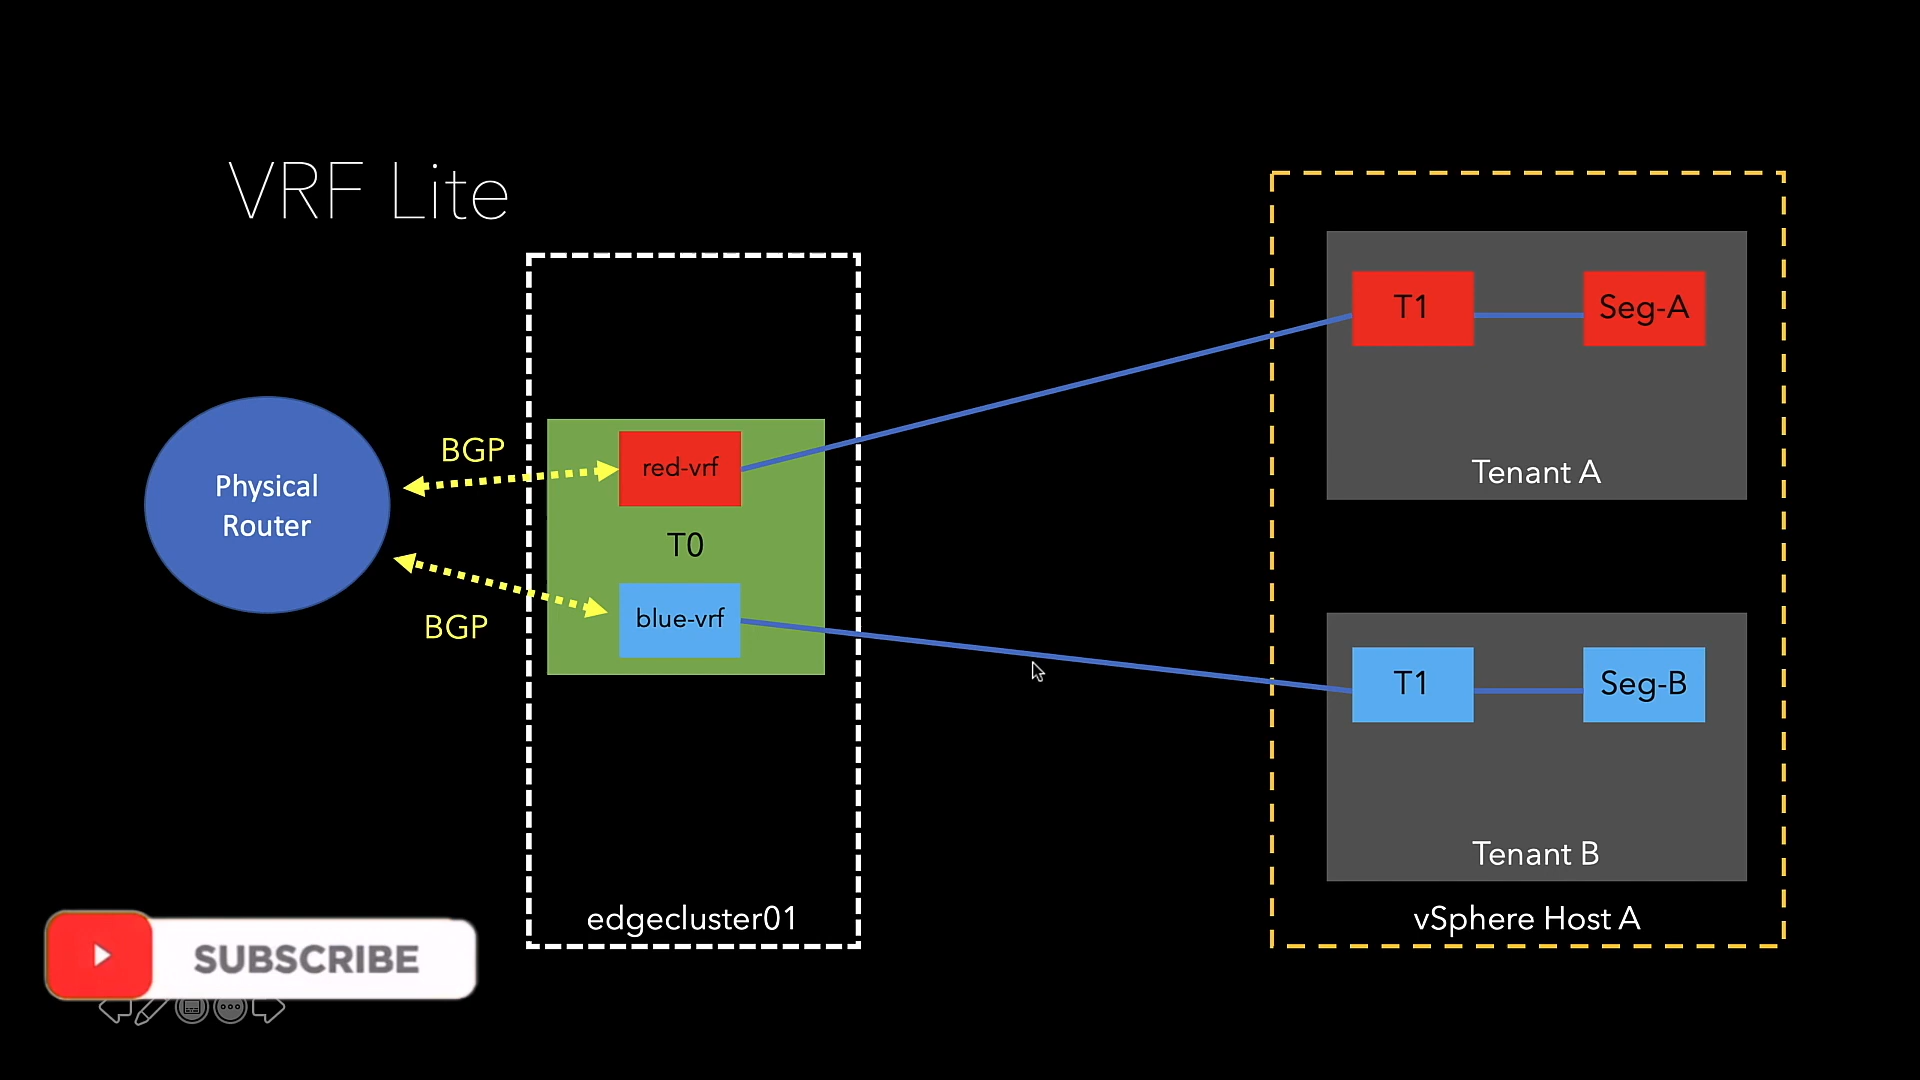 VRF Lite
Physical
Router
BGP
BGP
red-vrf
T0
blue-vrf
edgecluster01
T1
Seg-A
Tenant A
T1
Seg-B
Tenant B
vSphere Host A
SUBSCRIBE